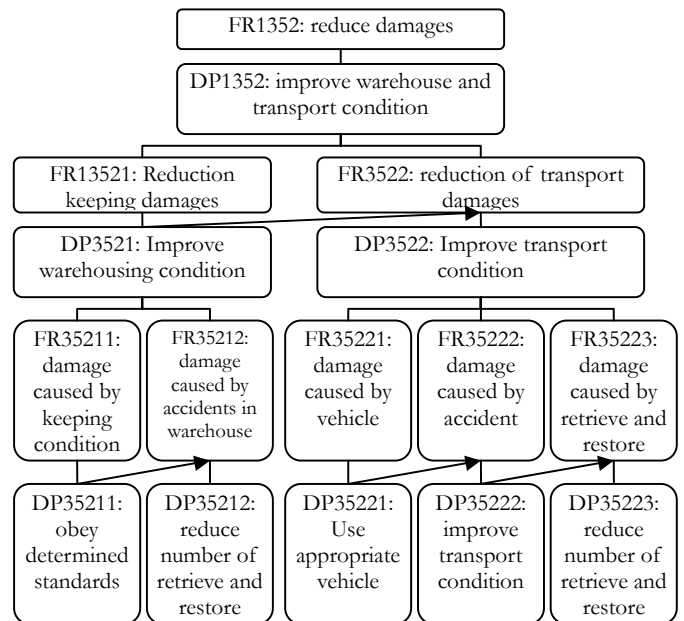 FR1352: reduce damages
DP1352: improve warehouse and
transport condition
FR13521: Reduction
keeping damages
FR3522: reduction of transport
damages
DP3521: Improve
warehousing condition
DP3522: Improve transport
condition
FR35211:
damage
caused by
keeping
condition
FR35212:
damage
caused by
accidents in
warehouse
FR35221:
damage
caused by
vehicle
FR35222:
damage
caused by
accident
FR35223:
damage
caused by
retrieve and
restore
DP35211:
obey
determined
standards
DP35212:
reduce
number of
retrieve and
restore
DP35221:
Use
appropriate
vehicle
DP35222:
improve
transport
condition
DP35223:
reduce
number of
retrieve and
restore